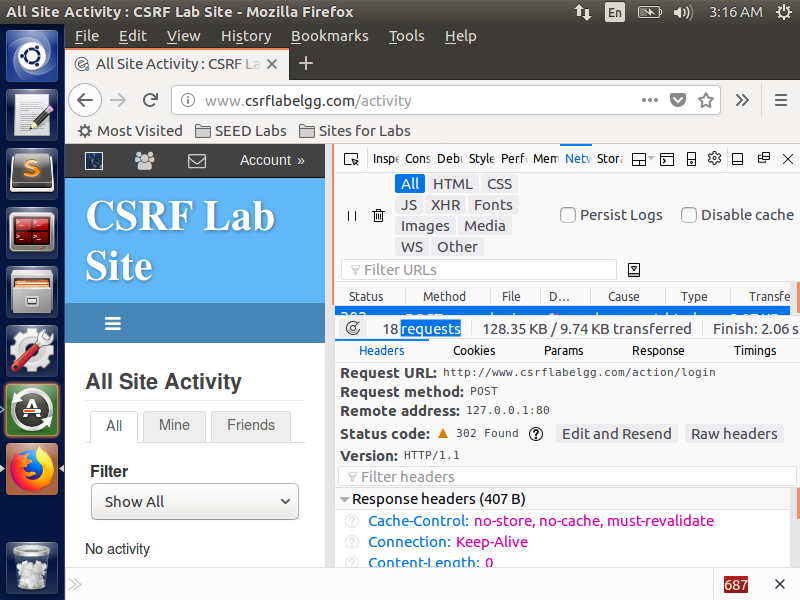 All Site Activity : CSRF Lab Site - Mozilla Firefox
En
3:16 AM
File Edit View History Bookmarks Tools Help
All Site Activity : CSRF La
www.csrflabelgg.com/activity
Most Visited SEED Labs Sites for Labs
Account »
CSRF Lab
Site
All Site Activity
All Mine Friends
Filter
Show All
No activity
Inspe Cons Debu Style Perf Mem Netw Stora
All HTML CSS
JS XHR Fonts
Images Media
WS Other
Persist Logs Disable cache
Filter URLs
Status Method File D... Cause Type Transfe
18 requests 128.35 KB / 9.74 KB transferred Finish: 2.06 s
Headers Cookies Params Response Timings
Request URL: http://www.csrflabelgg.com/action/login
Request method: POST
Remote address: 127.0.0.1:80
Status code: 302 Found ? Edit and Resend Raw headers
Version: HTTP/1.1
Filter headers
Response headers (407 B)
? Cache-Control: no-store, no-cache, must-revalidate
? Connection: Keep-Alive
? Content-Length: 0
687